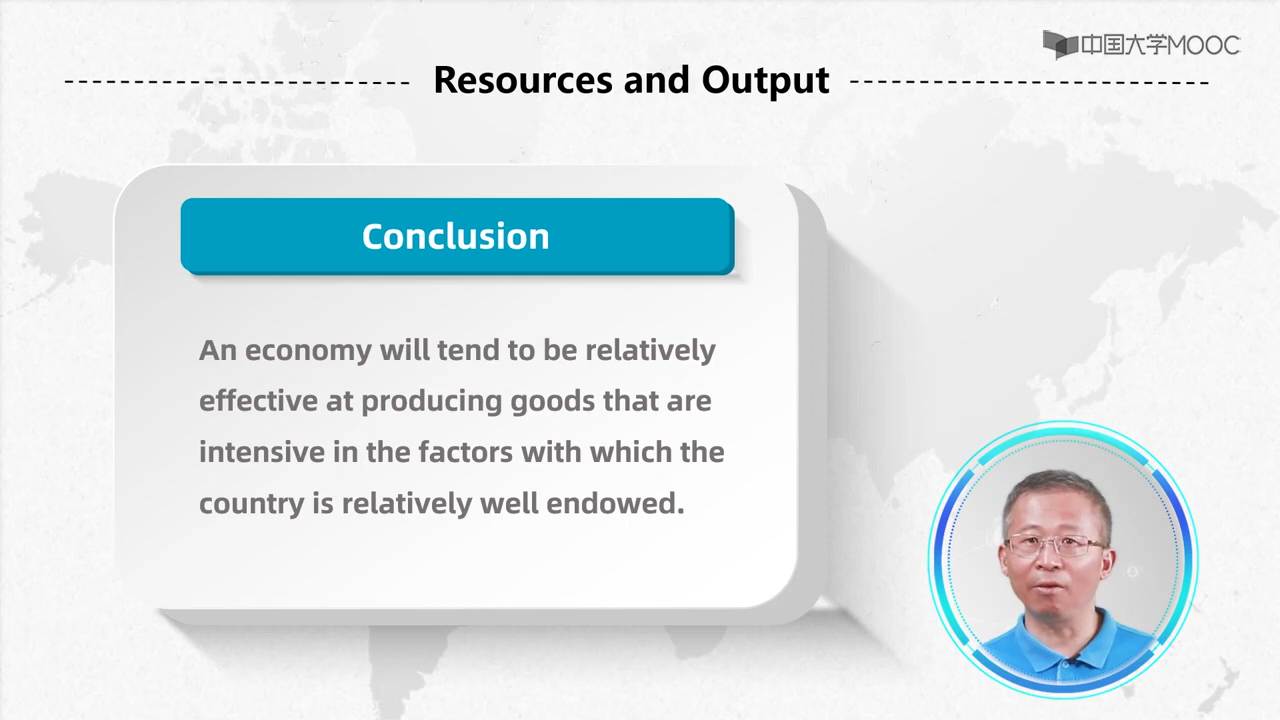 中国大学MOOC
Resources and Output
Conclusion
An economy will tend to be relatively
effective at producing goods that are
intensive in the factors with which the
country is relatively well endowed.